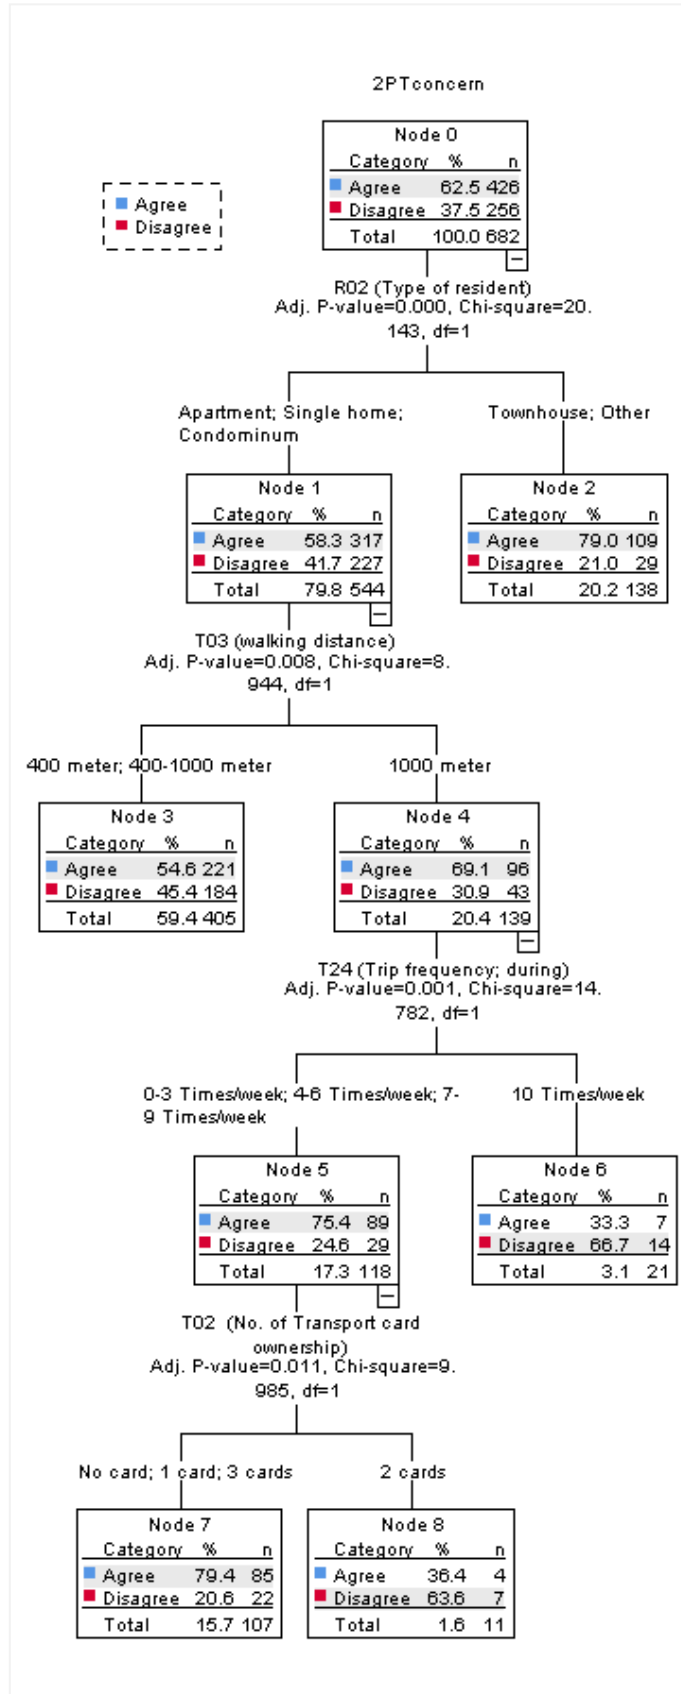 2PTconcern
Node 0
Category % n
Agree 62.5 426
Disagree 37.5 256
Total 100.0 682
Agree
Disagree
R02 (Type of resident)
Adj. P-value=0.000, Chi-square=20.
143, df=1
Apartment; Single home;
Condominum
Townhouse; Other
Node 1
Category % n
Agree 58.3 317
Disagree 41.7 227
Total 79.8 544
Node 2
Category % n
Agree 79.0 109
Disagree 21.0 29
Total 20.2 138
T03 (walking distance)
Adj. P-value=0.008, Chi-square=8.
944, df=1
400 meter; 400-1000 meter
1000 meter
Node 3
Category % n
Agree 54.6 221
Disagree 45.4 184
Total 59.4 405
Node 4
Category % n
Agree 69.1 96
Disagree 30.9 43
Total 20.4 139
T24 (Trip frequency; during)
Adj. P-value=0.001, Chi-square=14.
782, df=1
0-3 Times/week; 4-6 Times/week; 7-
9 Times/week
10 Times/week
Node 5
Category % n
Agree 75.4 89
Disagree 24.6 29
Total 17.3 118
Node 6
Category % n
Agree 33.3 7
Disagree 66.7 14
Total 3.1 21
T02 (No. of Transport card
ownership)
Adj. P-value=0.011, Chi-square=9.
985, df=1
No card; 1 card; 3 cards
2 cards
Node 7
Category % n
Agree 79.4 85
Disagree 20.6 22
Total 15.7 107
Node 8
Category % n
Agree 36.4 4
Disagree 63.6 7
Total 1.6 11